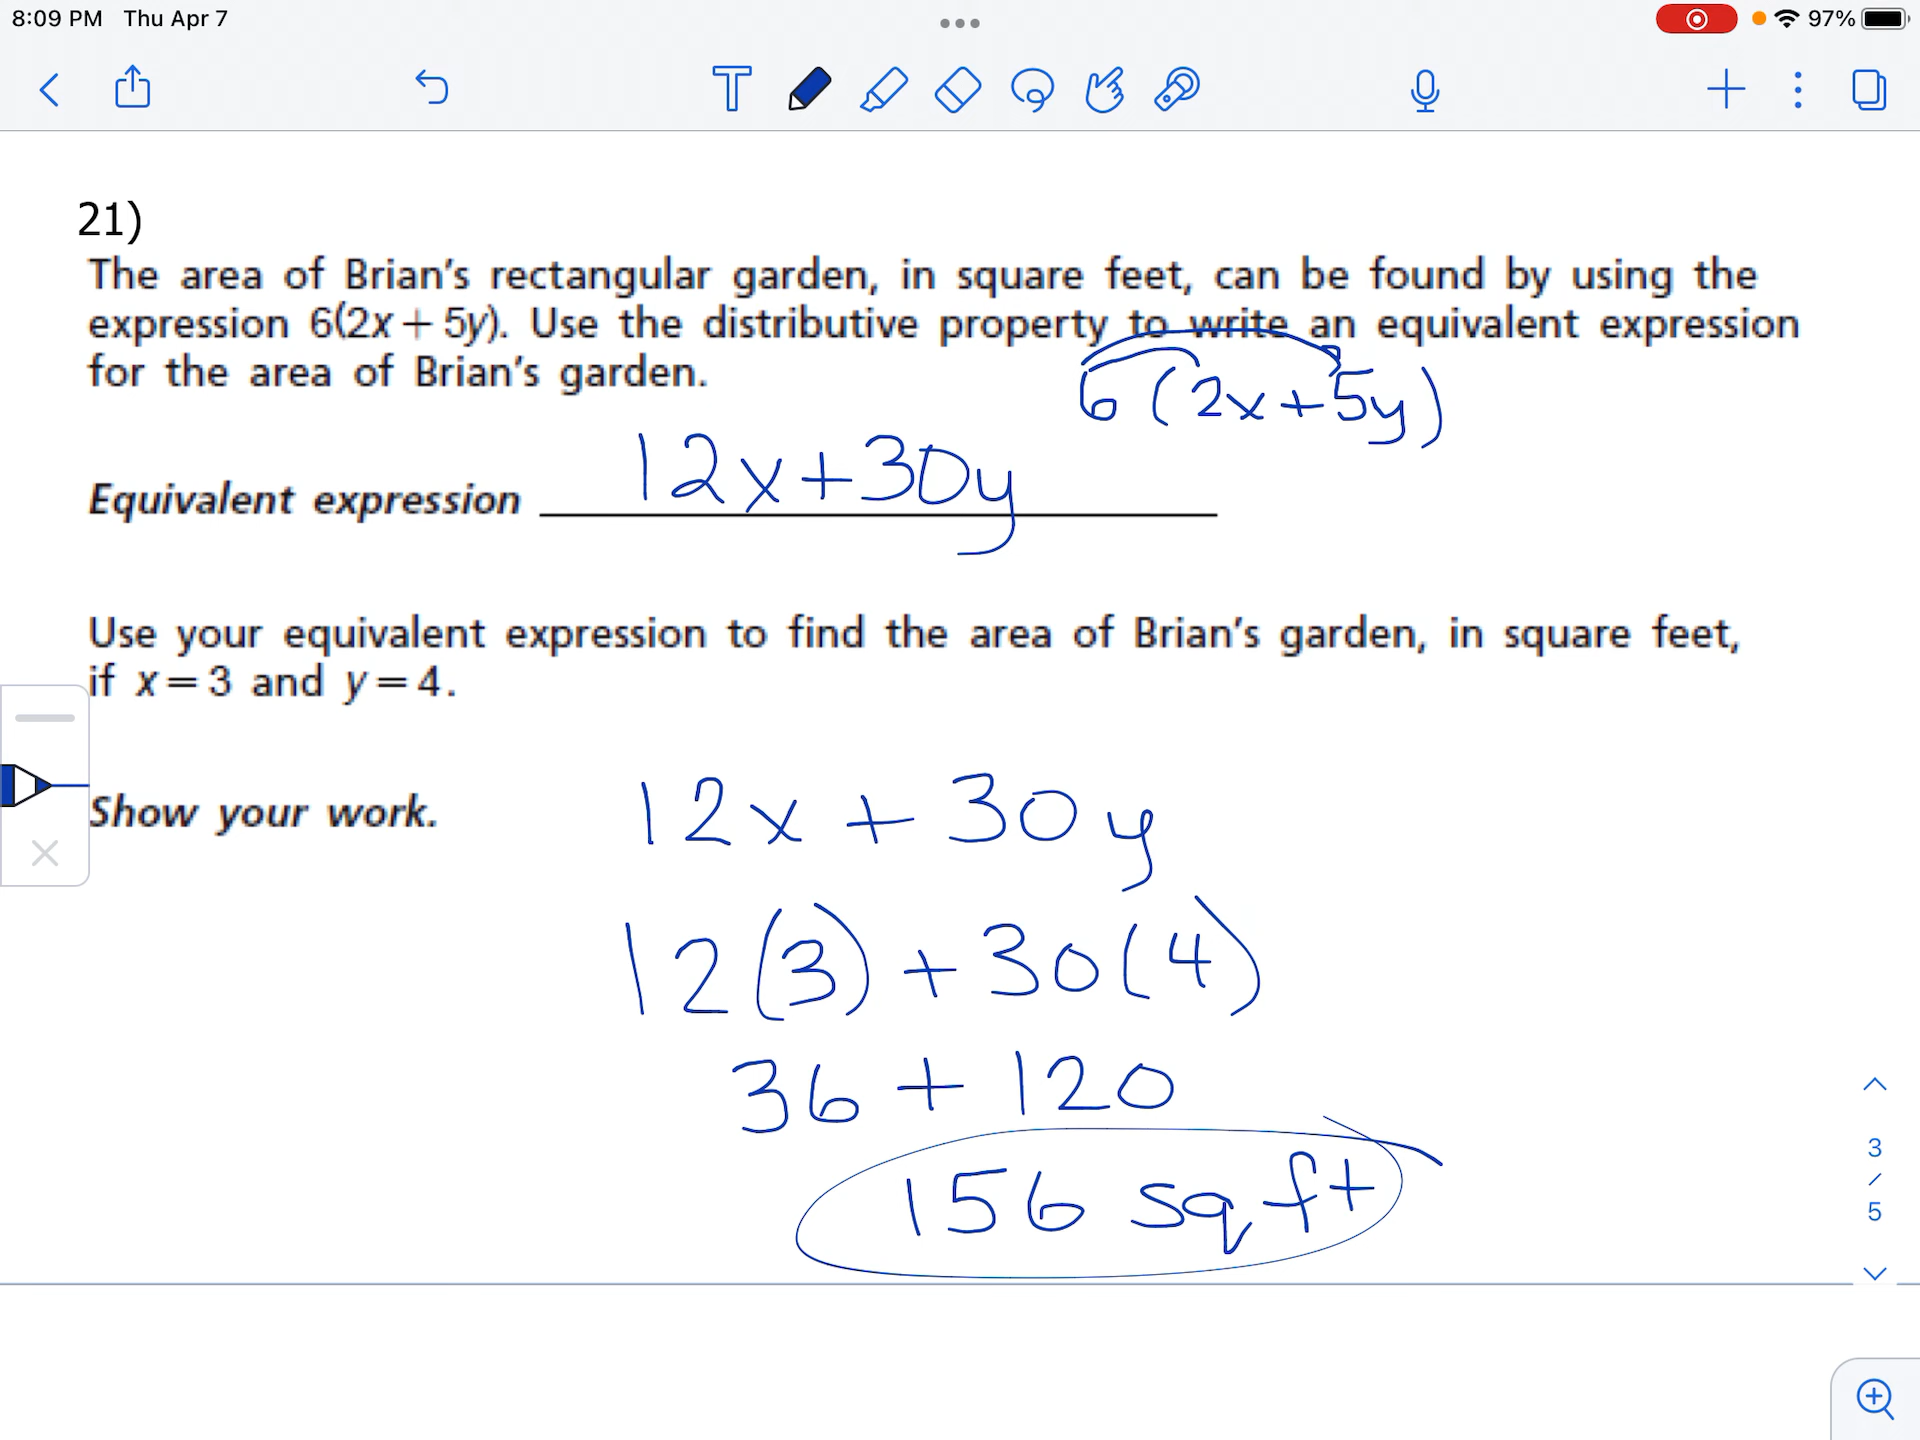 8:09 PM Thu Apr 7
97%
T
21)
The area of Brian's rectangular garden, in square feet, can be found by using the
expression 6(2x + 5y). Use the distributive property to write an equivalent expression
for the area of Brian's garden.
6(2x+5y)
Equivalent expression 12x+30y
Use your equivalent expression to find the area of Brian's garden, in square feet,
if x = 3 and y = 4.
Show your work.
12x + 30y
12(3) + 30(4)
36 + 120
156 sq ft
3
/
5